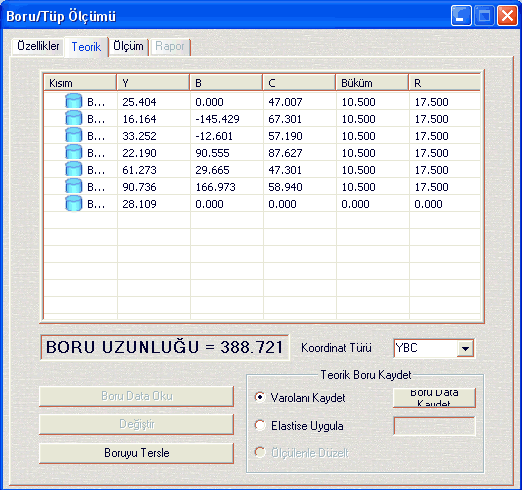 Boru/Tüp Ölçümü
Özellikler Teorik Ölçüm Rapor
Kısım Y B C Büküm R
B... 25.404 0.000 47.007 10.500 17.500
B... 16.164 -145.429 67.301 10.500 17.500
B... 33.252 -12.601 57.190 10.500 17.500
B... 22.190 90.555 87.627 10.500 17.500
B... 61.273 29.665 47.301 10.500 17.500
B... 90.736 166.973 58.940 10.500 17.500
B... 28.109 0.000 0.000 0.000 0.000
BORU UZUNLUĞU = 388.721 Koordinat Türü YBC
Teorik Boru Kaydet
Boru Data Oku Varolanı Kaydet Boru Data Kaydet
Değiştir Elastise Uygula
Boruyu Tersle Ölçülenle Düzelt